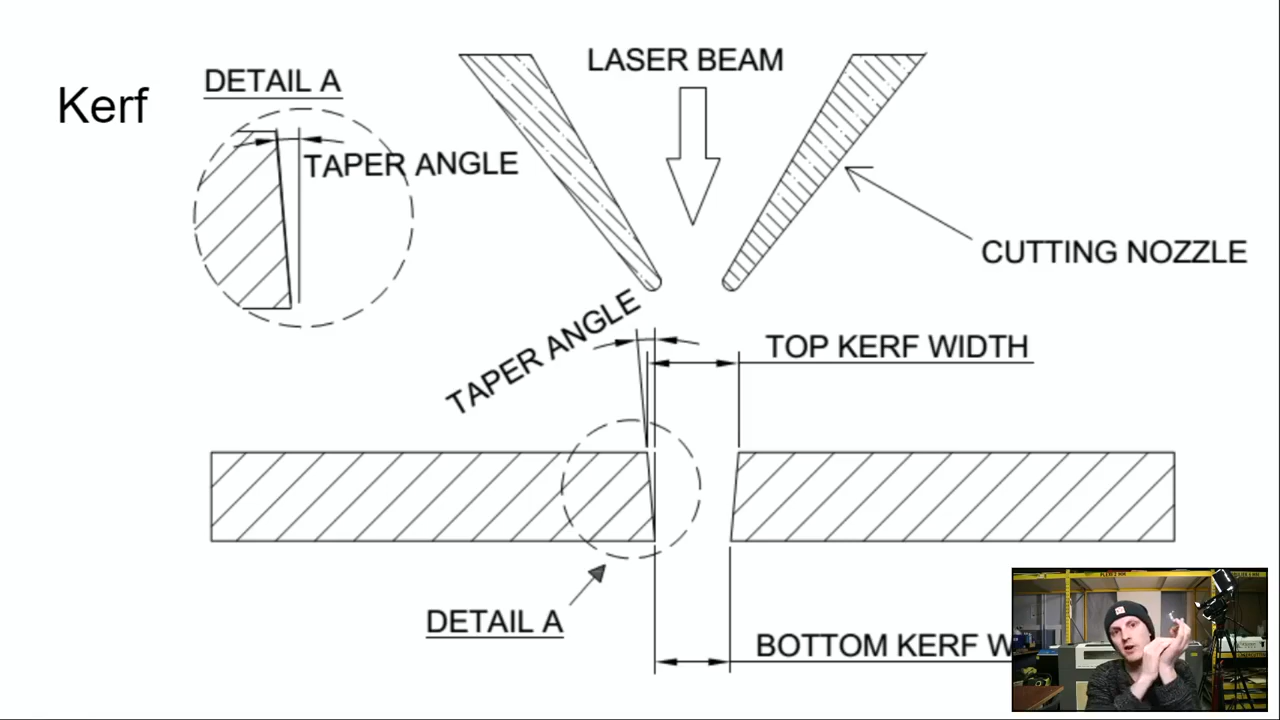 Kerf
DETAIL A
TAPER ANGLE
LASER BEAM
CUTTING NOZZLE
TAPER ANGLE
TOP KERF WIDTH
DETAIL A
BOTTOM KERF W